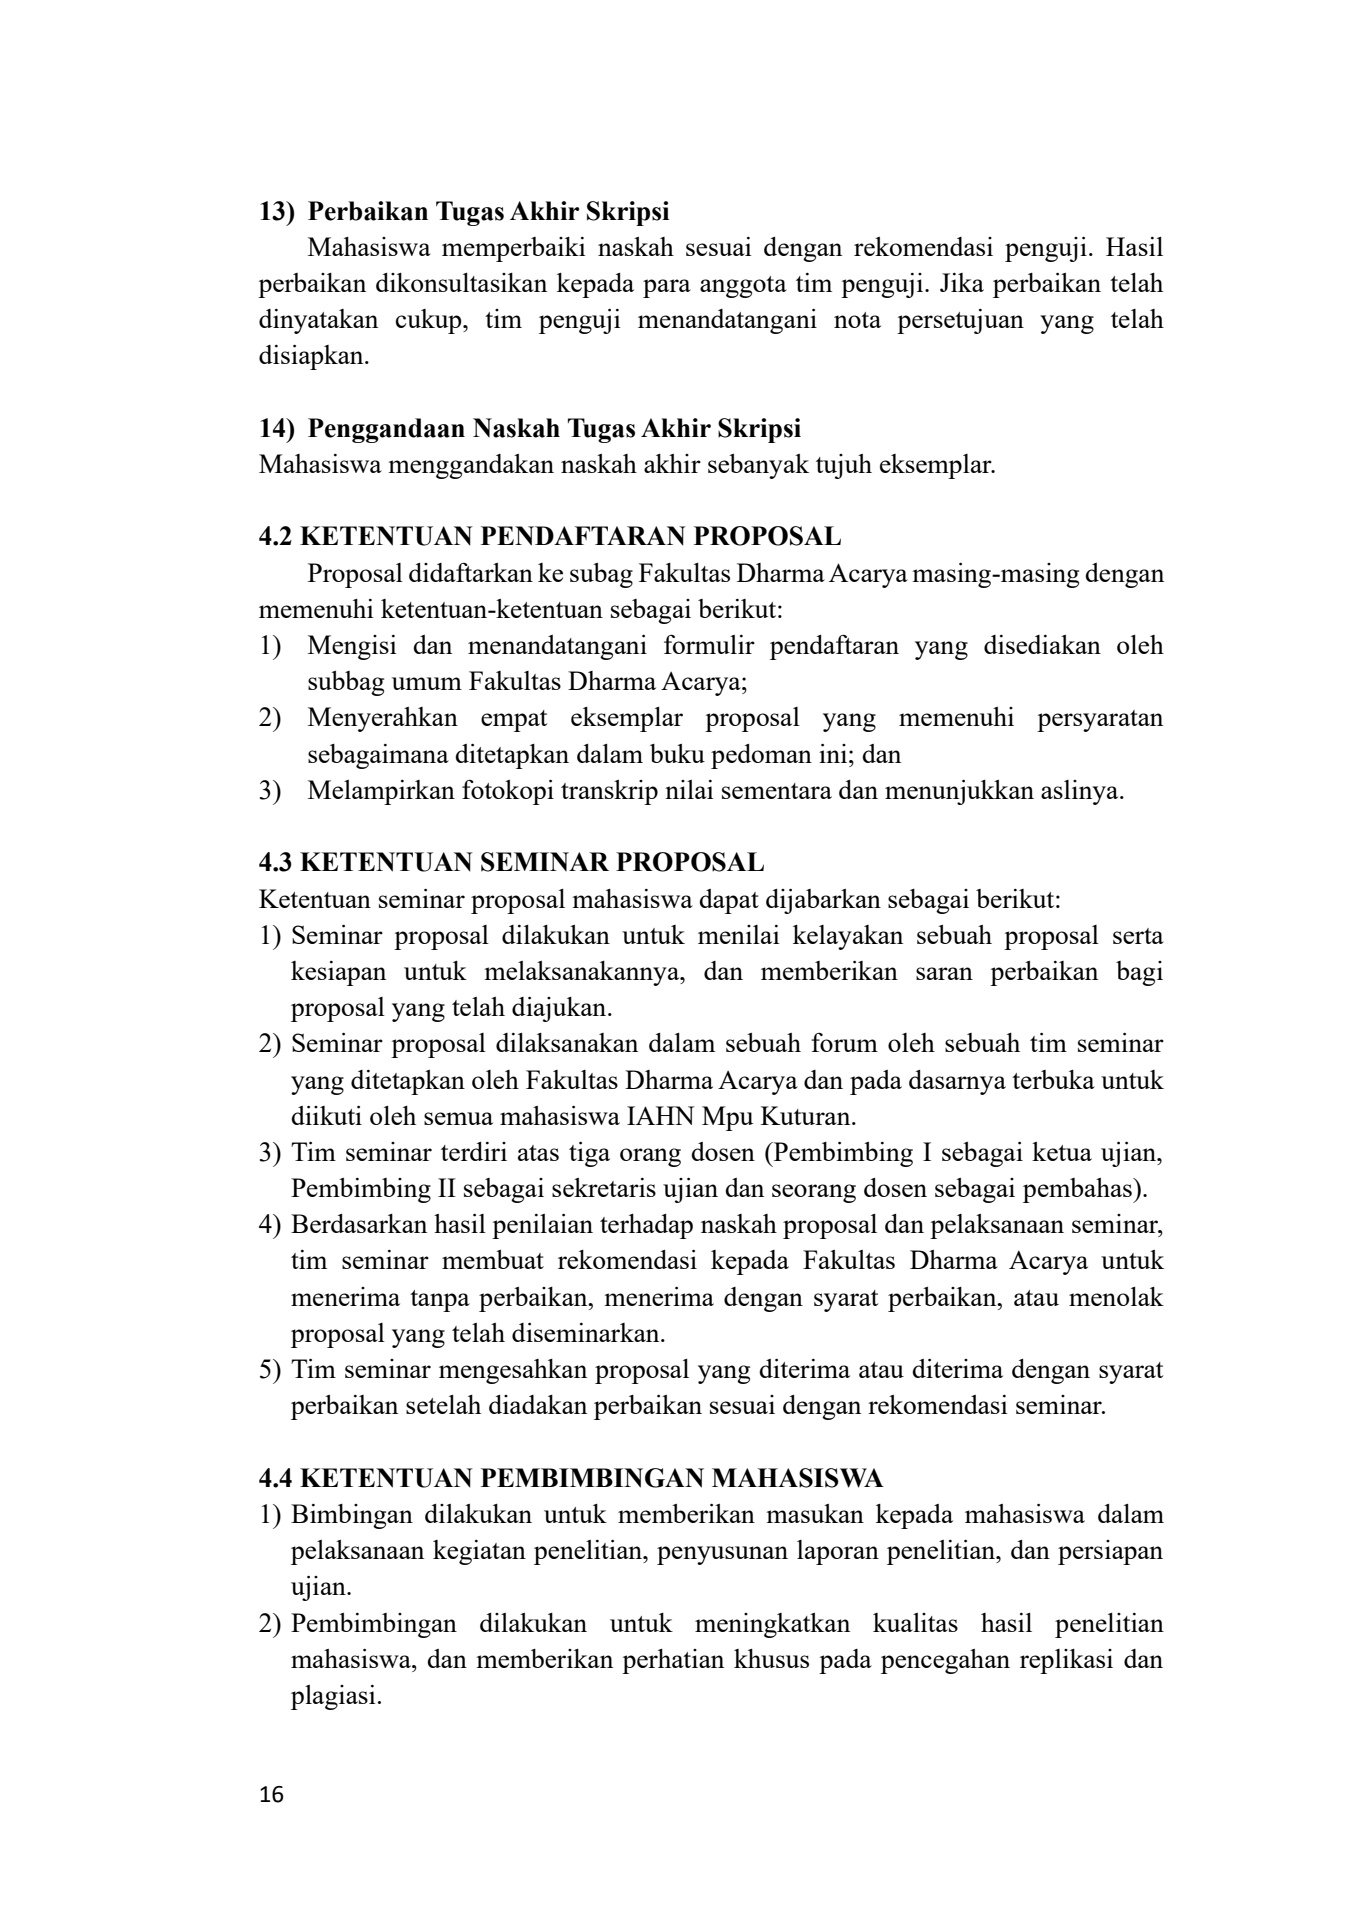 13) Perbaikan Tugas Akhir Skripsi
Mahasiswa memperbaiki naskah sesuai dengan rekomendasi penguji. Hasil
perbaikan dikonsultasikan kepada para anggota tim penguji. Jika perbaikan telah
dinyatakan cukup, tim penguji menandatangani nota persetujuan yang telah
disiapkan.
14) Penggandaan Naskah Tugas Akhir Skripsi
Mahasiswa menggandakan naskah akhir sebanyak tujuh eksemplar.
4.2 KETENTUAN PENDAFTARAN PROPOSAL
Proposal didaftarkan ke subag Fakultas Dharma Acarya masing-masing dengan
memenuhi ketentuan-ketentuan sebagai berikut:
1) Mengisi dan menandatangani formulir pendaftaran yang disediakan oleh
subbag umum Fakultas Dharma Acarya;
2) Menyerahkan empat eksemplar proposal yang memenuhi persyaratan
sebagaimana ditetapkan dalam buku pedoman ini; dan
3) Melampirkan fotokopi transkrip nilai sementara dan menunjukkan aslinya.
4.3 KETENTUAN SEMINAR PROPOSAL
Ketentuan seminar proposal mahasiswa dapat dijabarkan sebagai berikut:
1) Seminar proposal dilakukan untuk menilai kelayakan sebuah proposal serta
kesiapan untuk melaksanakannya, dan memberikan saran perbaikan bagi
proposal yang telah diajukan.
2) Seminar proposal dilaksanakan dalam sebuah forum oleh sebuah tim seminar
yang ditetapkan oleh Fakultas Dharma Acarya dan pada dasarnya terbuka untuk
diikuti oleh semua mahasiswa IAHN Mpu Kuturan.
3) Tim seminar terdiri atas tiga orang dosen (Pembimbing I sebagai ketua ujian,
Pembimbing II sebagai sekretaris ujian dan seorang dosen sebagai pembahas).
4) Berdasarkan hasil penilaian terhadap naskah proposal dan pelaksanaan seminar,
tim seminar membuat rekomendasi kepada Fakultas Dharma Acarya untuk
menerima tanpa perbaikan, menerima dengan syarat perbaikan, atau menolak
proposal yang telah diseminarkan.
5) Tim seminar mengesahkan proposal yang diterima atau diterima dengan syarat
perbaikan setelah diadakan perbaikan sesuai dengan rekomendasi seminar.
4.4 KETENTUAN PEMBIMBINGAN MAHASISWA
1) Bimbingan dilakukan untuk memberikan masukan kepada mahasiswa dalam
pelaksanaan kegiatan penelitian, penyusunan laporan penelitian, dan persiapan
ujian.
2) Pembimbingan dilakukan untuk meningkatkan kualitas hasil penelitian
mahasiswa, dan memberikan perhatian khusus pada pencegahan replikasi dan
plagiasi.
16